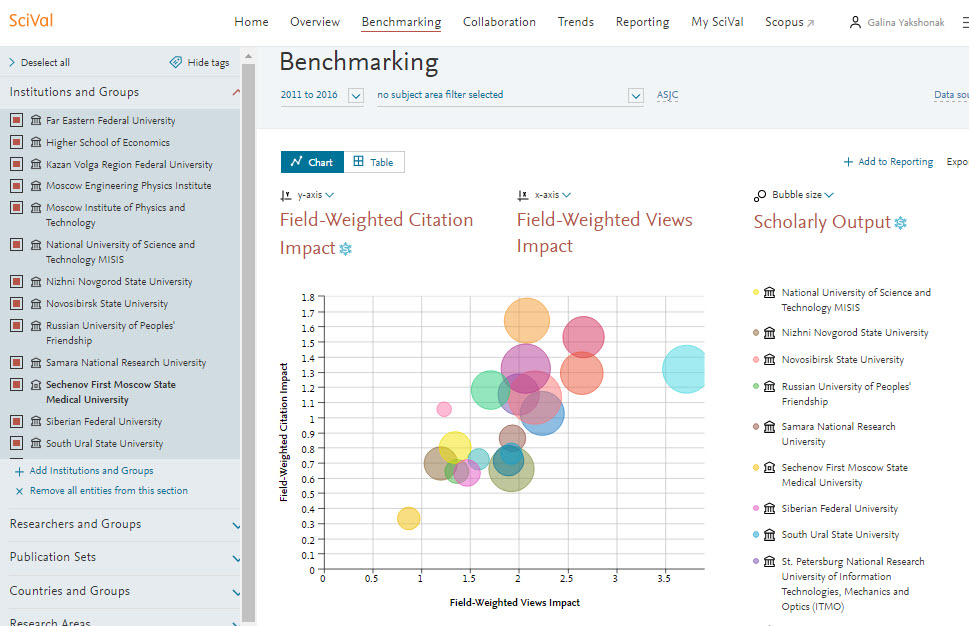 SciVal
Home Overview Benchmarking Collaboration Trends Reporting My SciVal Scopus Galina Yakshonak
Deselect all Hide tags
Institutions and Groups
Far Eastern Federal University
Higher School of Economics
Kazan Volga Region Federal University
Moscow Engineering Physics Institute
Moscow Institute of Physics and
Technology
National University of Science and
Technology MISIS
Nizhni Novgorod State University
Novosibirsk State University
Russian University of Peoples'
Friendship
Samara National Research University
Sechenov First Moscow State
Medical University
Siberian Federal University
South Ural State University
Add Institutions and Groups
Remove all entities from this section
Researchers and Groups
Publication Sets
Countries and Groups
Research Areas
Benchmarking
2011 to 2016 no subject area filter selected ASJC Data sou
Chart Table
Add to Reporting Expo
y-axis
Field-Weighted Citation
Impact
x-axis
Field-Weighted Views
Impact
Bubble size
Scholarly Output
Field-Weighted Citation Impact
1.8
1.7
1.6
1.5
1.4
1.3
1.2
1.1
1
0.9
0.8
0.7
0.6
0.5
0.4
0.3
0.2
0.1
0
0 0.5 1 1.5 2 2.5 3 3.5
Field-Weighted Views Impact
National University of Science and
Technology MISIS
Nizhni Novgorod State University
Novosibirsk State University
Russian University of Peoples'
Friendship
Samara National Research
University
Sechenov First Moscow State
Medical University
Siberian Federal University
South Ural State University
St. Petersburg National Research
University of Information
Technologies, Mechanics and
Optics (ITMO)